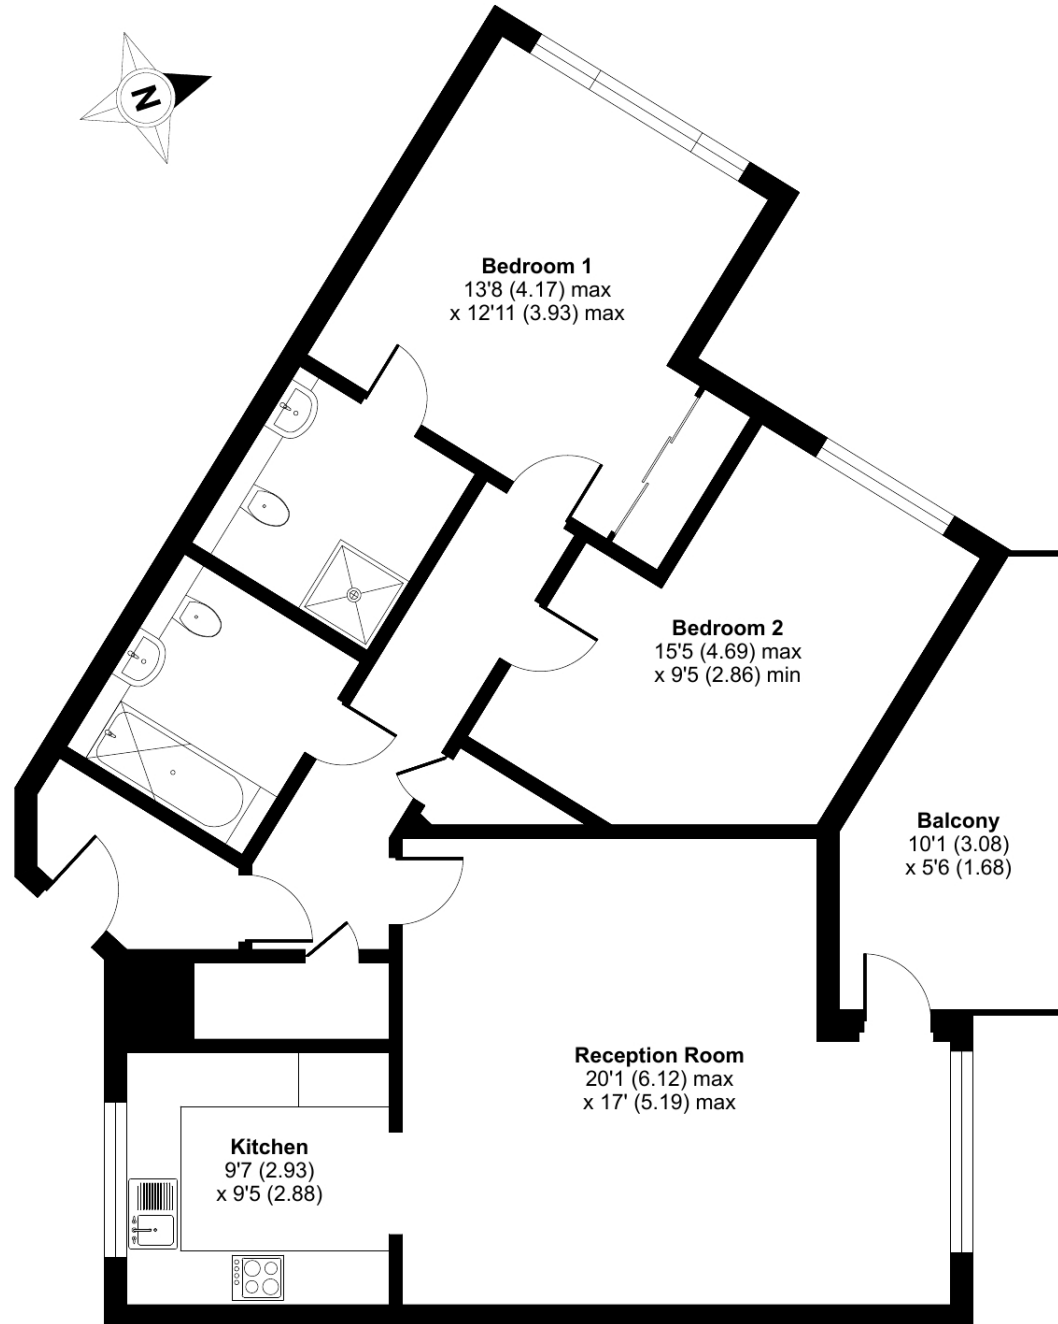 N
Bedroom 1
13'8 (4.17) max
x 12'11 (3.93) max
Bedroom 2
15'5 (4.69) max
x 9'5 (2.86) min
Balcony
10'1 (3.08)
x 5'6 (1.68)
Reception Room
20'1 (6.12) max
x 17' (5.19) max
Kitchen
9'7 (2.93)
x 9'5 (2.88)